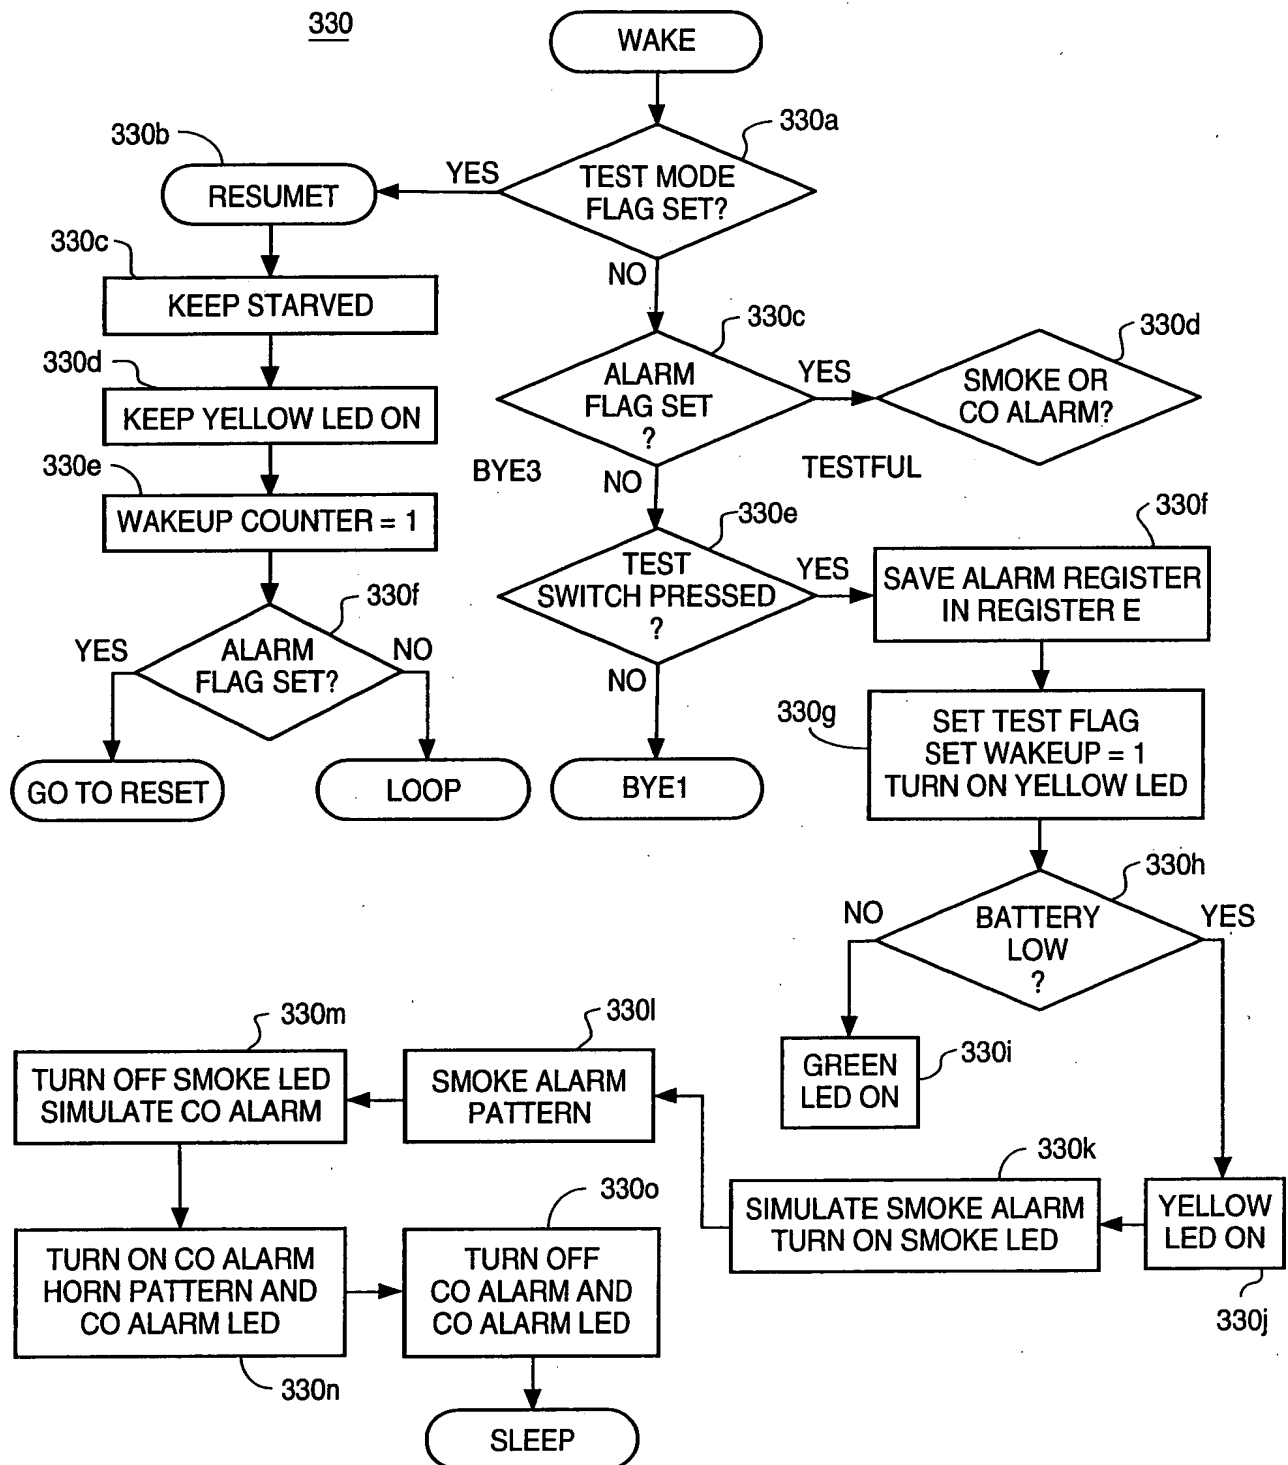 330
WAKE
330a
330b
YES
TEST MODE
FLAG SET?
RESUMET
330c
KEEP STARVED
NO
330c
330d
330d
ALARM
FLAG SET
?
YES
SMOKE OR
CO ALARM?
KEEP YELLOW LED ON
330e
BYE3
NO
TESTFUL
WAKEUP COUNTER = 1
330e
330f
TEST
SWITCH PRESSED
?
YES
SAVE ALARM REGISTER
IN REGISTER E
330f
YES
ALARM
FLAG SET?
NO
NO
330g
SET TEST FLAG
SET WAKEUP = 1
TURN ON YELLOW LED
GO TO RESET
LOOP
BYE1
330h
NO
BATTERY
LOW
?
YES
330m
330l
330i
TURN OFF SMOKE LED
SIMULATE CO ALARM
SMOKE ALARM
PATTERN
GREEN
LED ON
330k
330o
SIMULATE SMOKE ALARM
TURN ON SMOKE LED
YELLOW
LED ON
TURN ON CO ALARM
HORN PATTERN AND
CO ALARM LED
TURN OFF
CO ALARM AND
CO ALARM LED
330j
330n
SLEEP